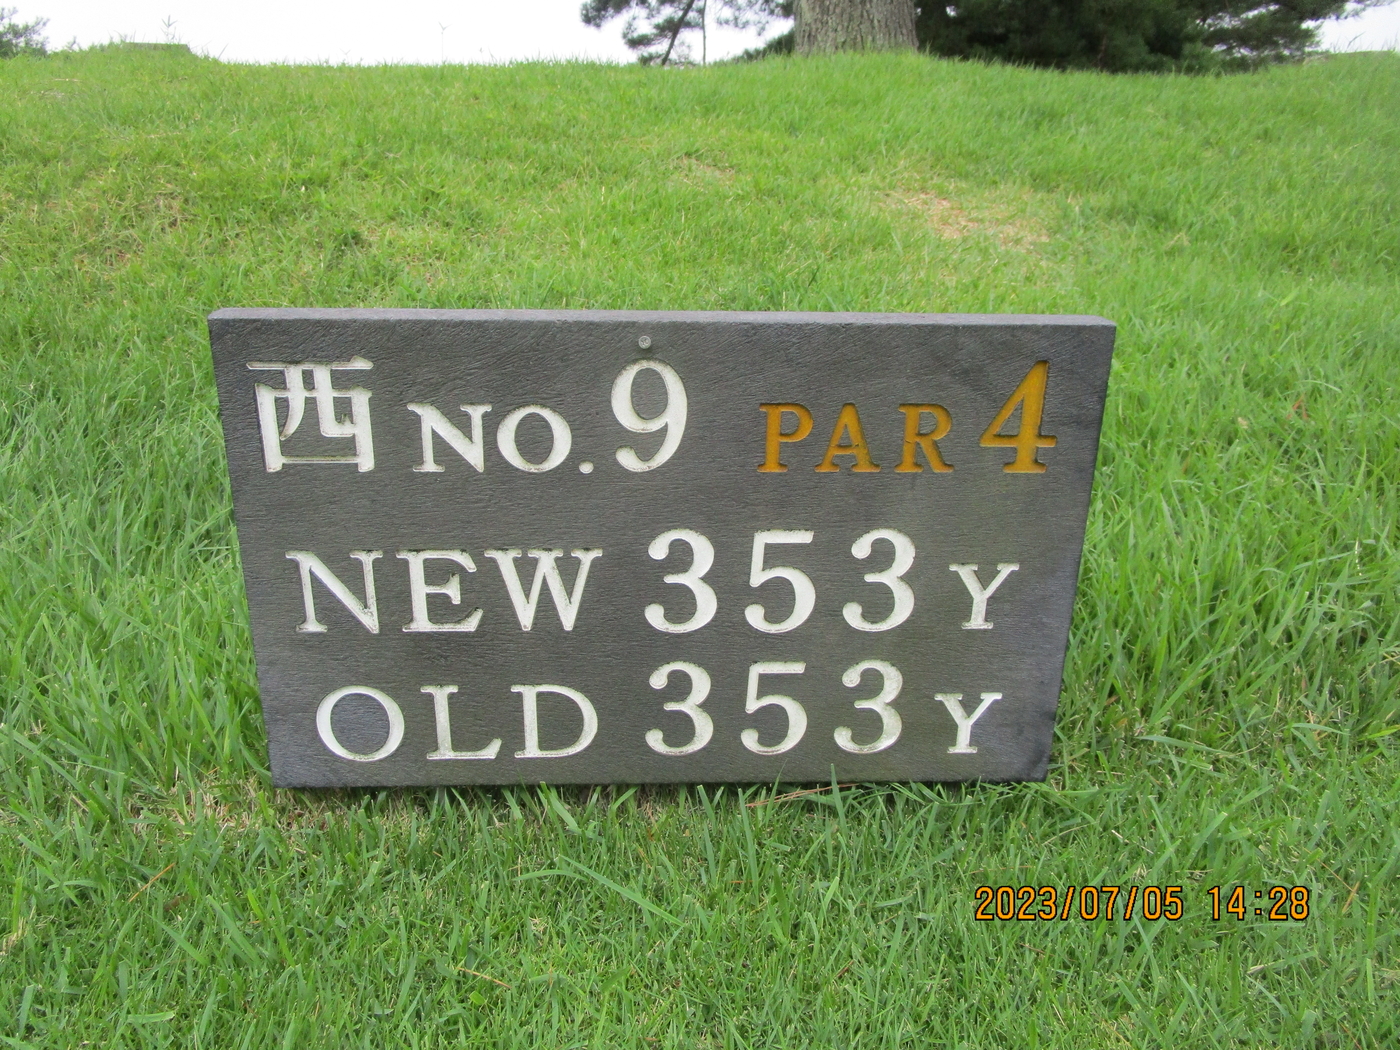 西 NO.9 PAR 4
NEW 353 Y
OLD 353 Y
2023/07/05 14:28